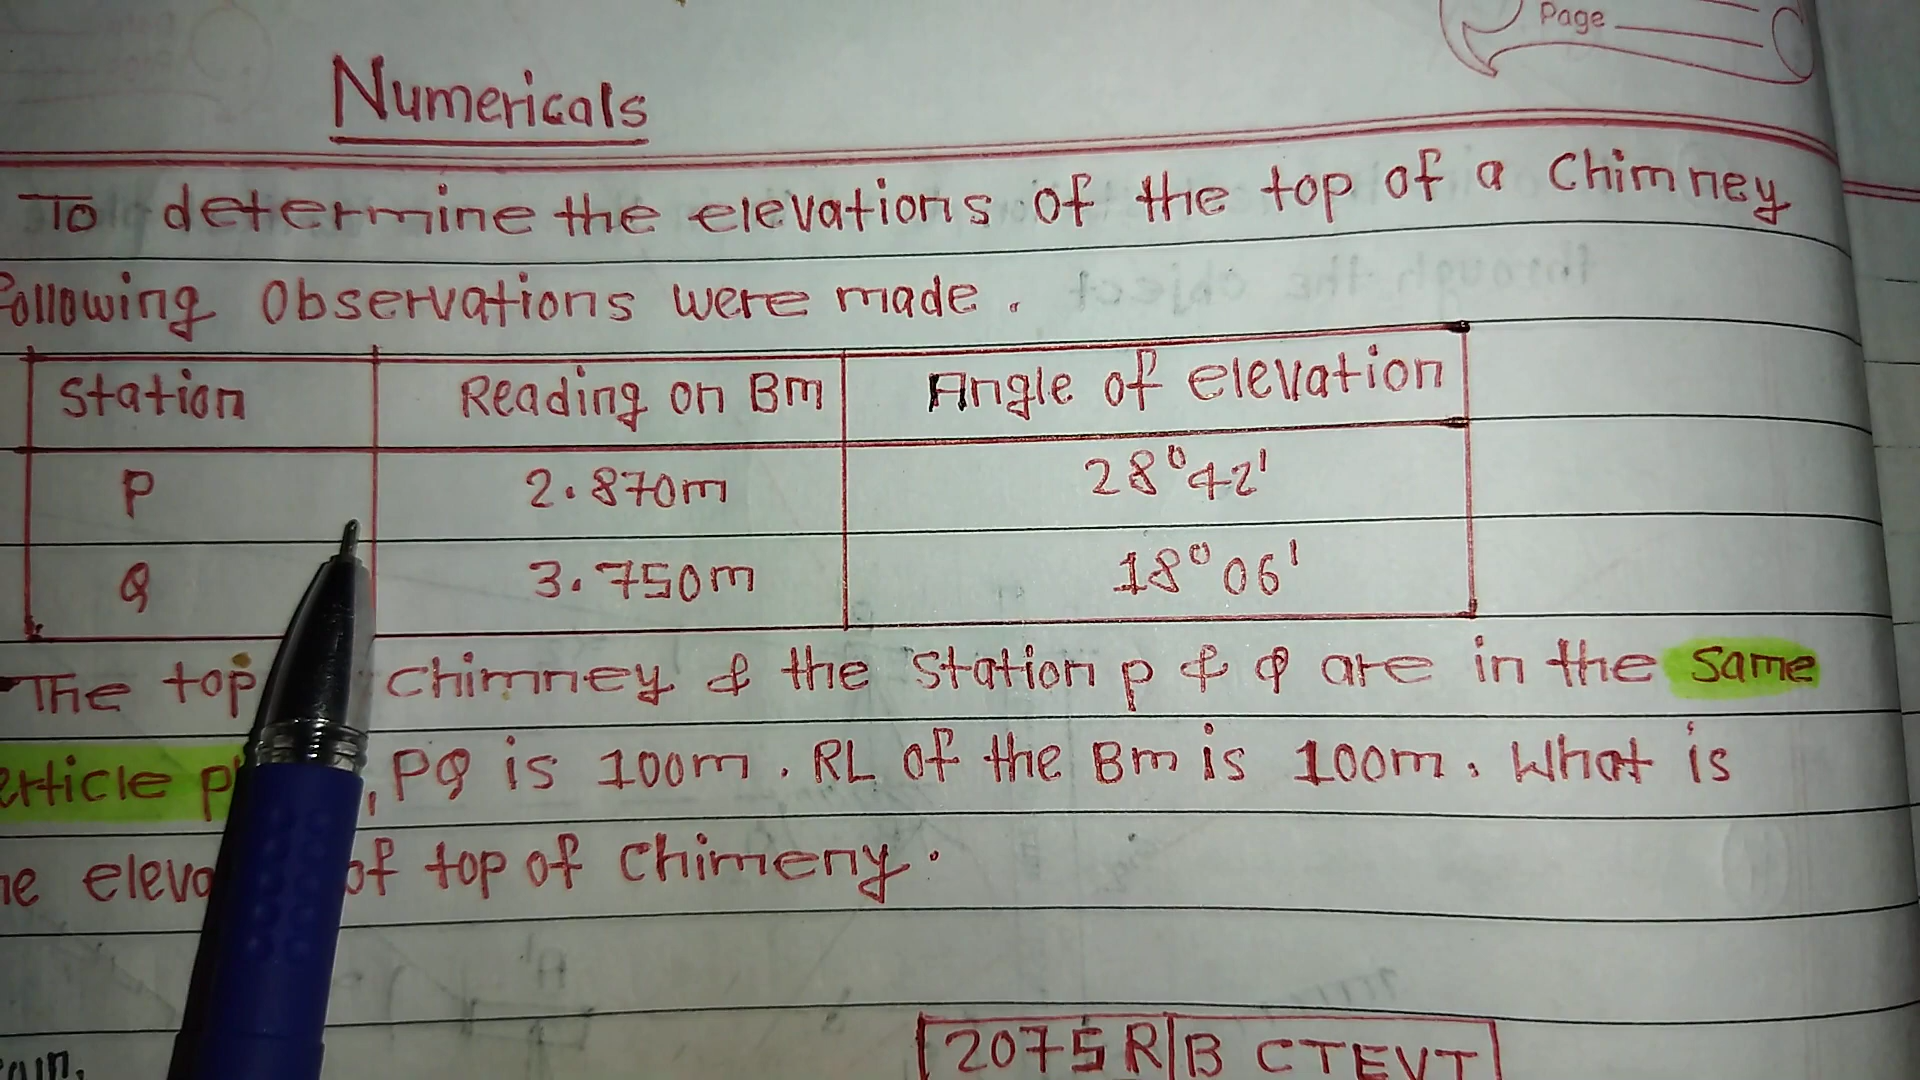 Page
Numericals
To determine the elevations of the top of a Chimney
Following Observations were made.
Station Reading on Bm Angle of elevation
P 2.870m 28°42'
Q 3.750m 18°06'
The top chimney & the station p & Q are in the same
PQ is 100m. RL of the Bm is 100m. What is
of top of Chimeny.
2075 R/B CTEVT